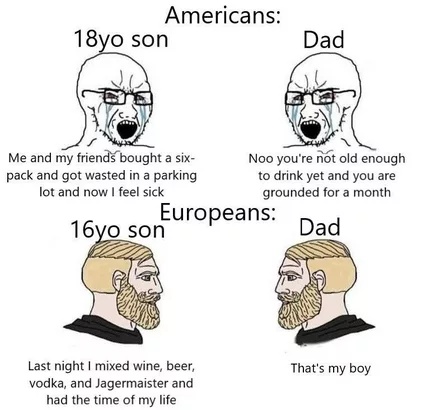 Americans:
18yo son
Dad
Me and my friends bought a six-
pack and got wasted in a parking
lot and now I feel sick
Noo you're not old enough
to drink yet and you are
grounded for a month
Europeans:
16yo son
Dad
Last night I mixed wine, beer,
vodka, and Jagermaister and
had the time of my life
That's my boy